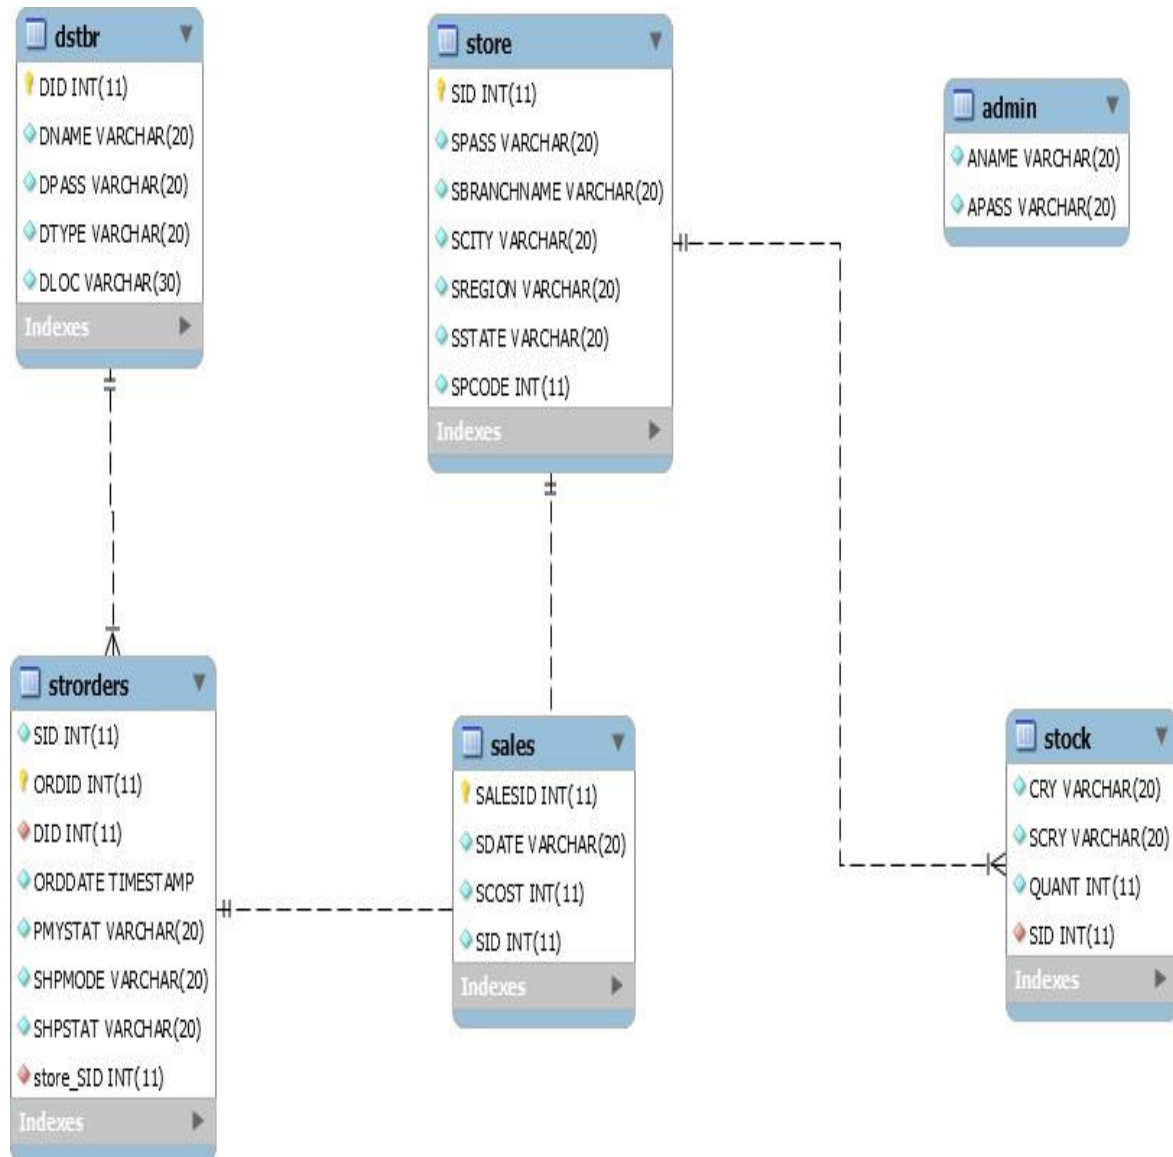 dstbr
DID INT(11)
DNAME VARCHAR(20)
DPASS VARCHAR(20)
DTYPE VARCHAR(20)
DLOC VARCHAR(30)
Indexes
store
SID INT(11)
SPASS VARCHAR(20)
SBRANCHNAME VARCHAR(20)
SCITY VARCHAR(20)
SREGION VARCHAR(20)
SSTATE VARCHAR(20)
SPCODE INT(11)
Indexes
admin
ANAME VARCHAR(20)
APASS VARCHAR(20)
strorders
SID INT(11)
ORDID INT(11)
DID INT(11)
ORDDATE TIMESTAMP
PMYSTAT VARCHAR(20)
SHPMODE VARCHAR(20)
SHPSTAT VARCHAR(20)
store_SID INT(11)
Indexes
sales
SALESID INT(11)
SDATE VARCHAR(20)
SCOST INT(11)
SID INT(11)
Indexes
stock
CRY VARCHAR(20)
SCRY VARCHAR(20)
QUANT INT(11)
SID INT(11)
Indexes